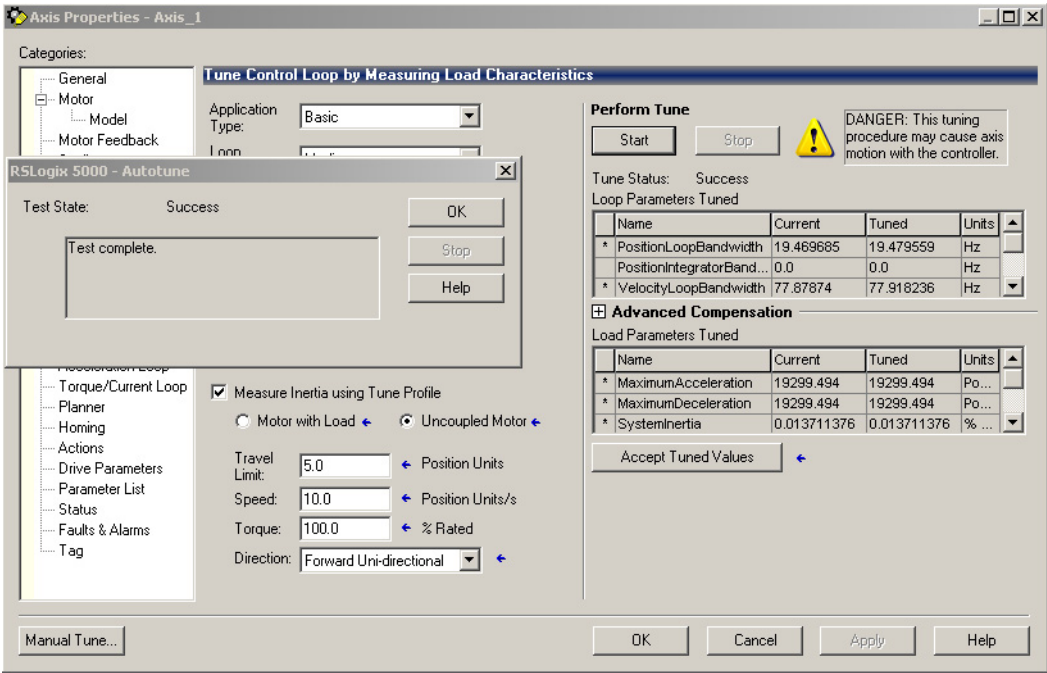 Axis Properties - Axis_1
Categories:
General
Motor
Model
Motor Feedback
Tune Control Loop by Measuring Load Characteristics
Application Type:
Basic
Loop
RSLogix 5000 - Autotune
Test State: Success
Test complete.
OK
Stop
Help
Torque/Current Loop
Planner
Homing
Actions
Drive Parameters
Parameter List
Status
Faults & Alarms
Tag
Measure Inertia using Tune Profile
Motor with Load
Uncoupled Motor
Travel Limit: 5.0 Position Units
Speed: 10.0 Position Units/s
Torque: 100.0 % Rated
Direction: Forward Uni-directional
Perform Tune
Start
Stop
DANGER: This tuning
procedure may cause axis
motion with the controller.
Tune Status: Success
Loop Parameters Tuned
Name Current Tuned Units
* PositionLoopBandwidth 19.469685 19.479559 Hz
PositionIntegratorBand... 0.0 0.0 Hz
* VelocityLoopBandwidth 77.87874 77.918236 Hz
Advanced Compensation
Load Parameters Tuned
Name Current Tuned Units
* MaximumAcceleration 19299.494 19299.494 Po...
* MaximumDeceleration 19299.494 19299.494 Po...
* SystemInertia 0.013711376 0.013711376 % ...
Accept Tuned Values
Manual Tune...
OK
Cancel
Apply
Help